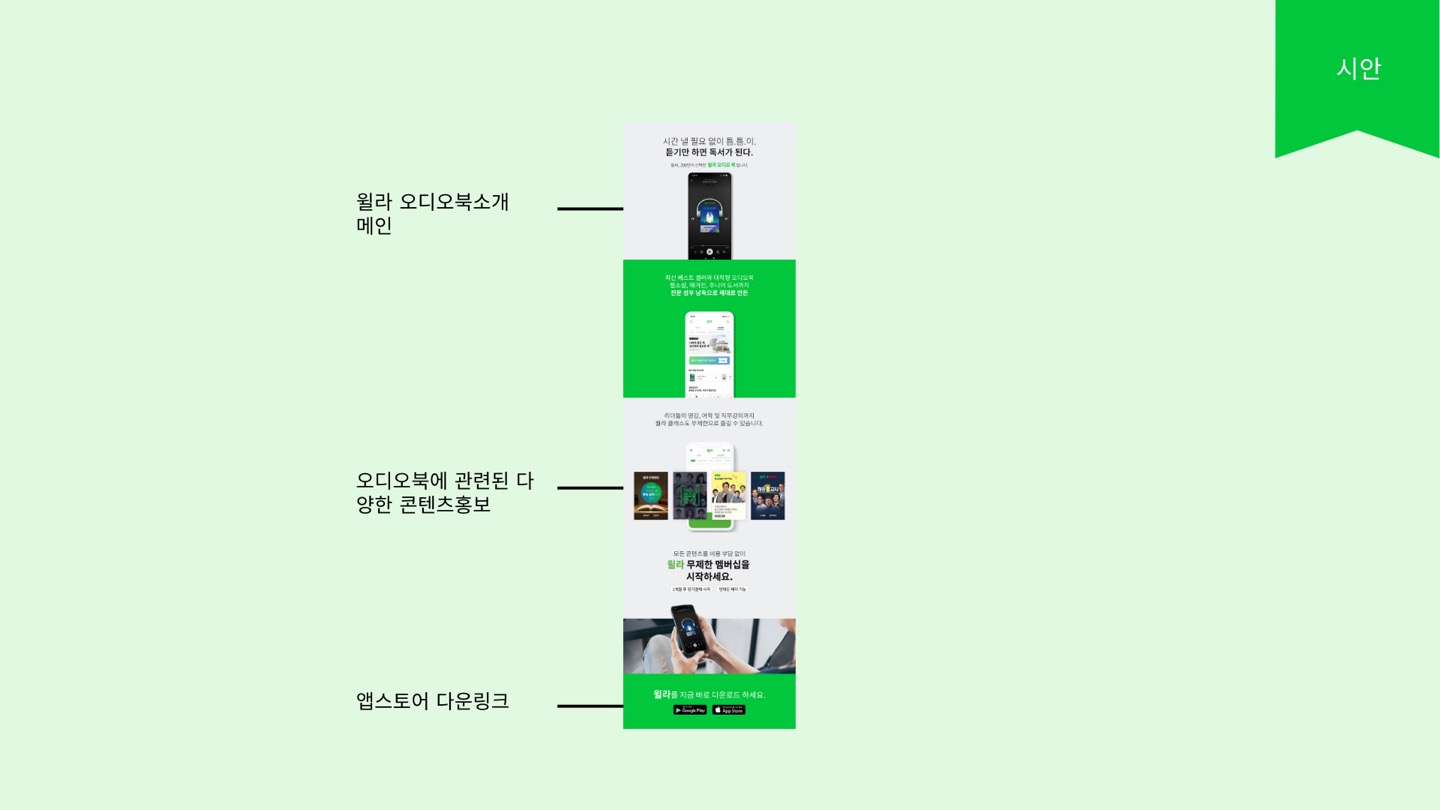 시안
시간 낼 필요 없이 틈.틈.이.
듣기만 하면 독서가 된다.
윌라 오디오북소개
메인
최신 베스트 셀러와 대작형 오디오북
웹소설, 매거진, 주니어 도서까지
전문 성우 낭독으로 제대로 만든
리더들의 명강, 어학 및 직무강의까지
윌라 클래스도 무제한으로 즐길 수 있습니다.
오디오북에 관련된 다
양한 콘텐츠홍보
모든 콘텐츠를 비용 부담 없이
윌라 무제한 멤버십을
시작하세요.
윌라를 지금 바로 다운로드 하세요.
앱스토어 다운링크
Google Play
App Store